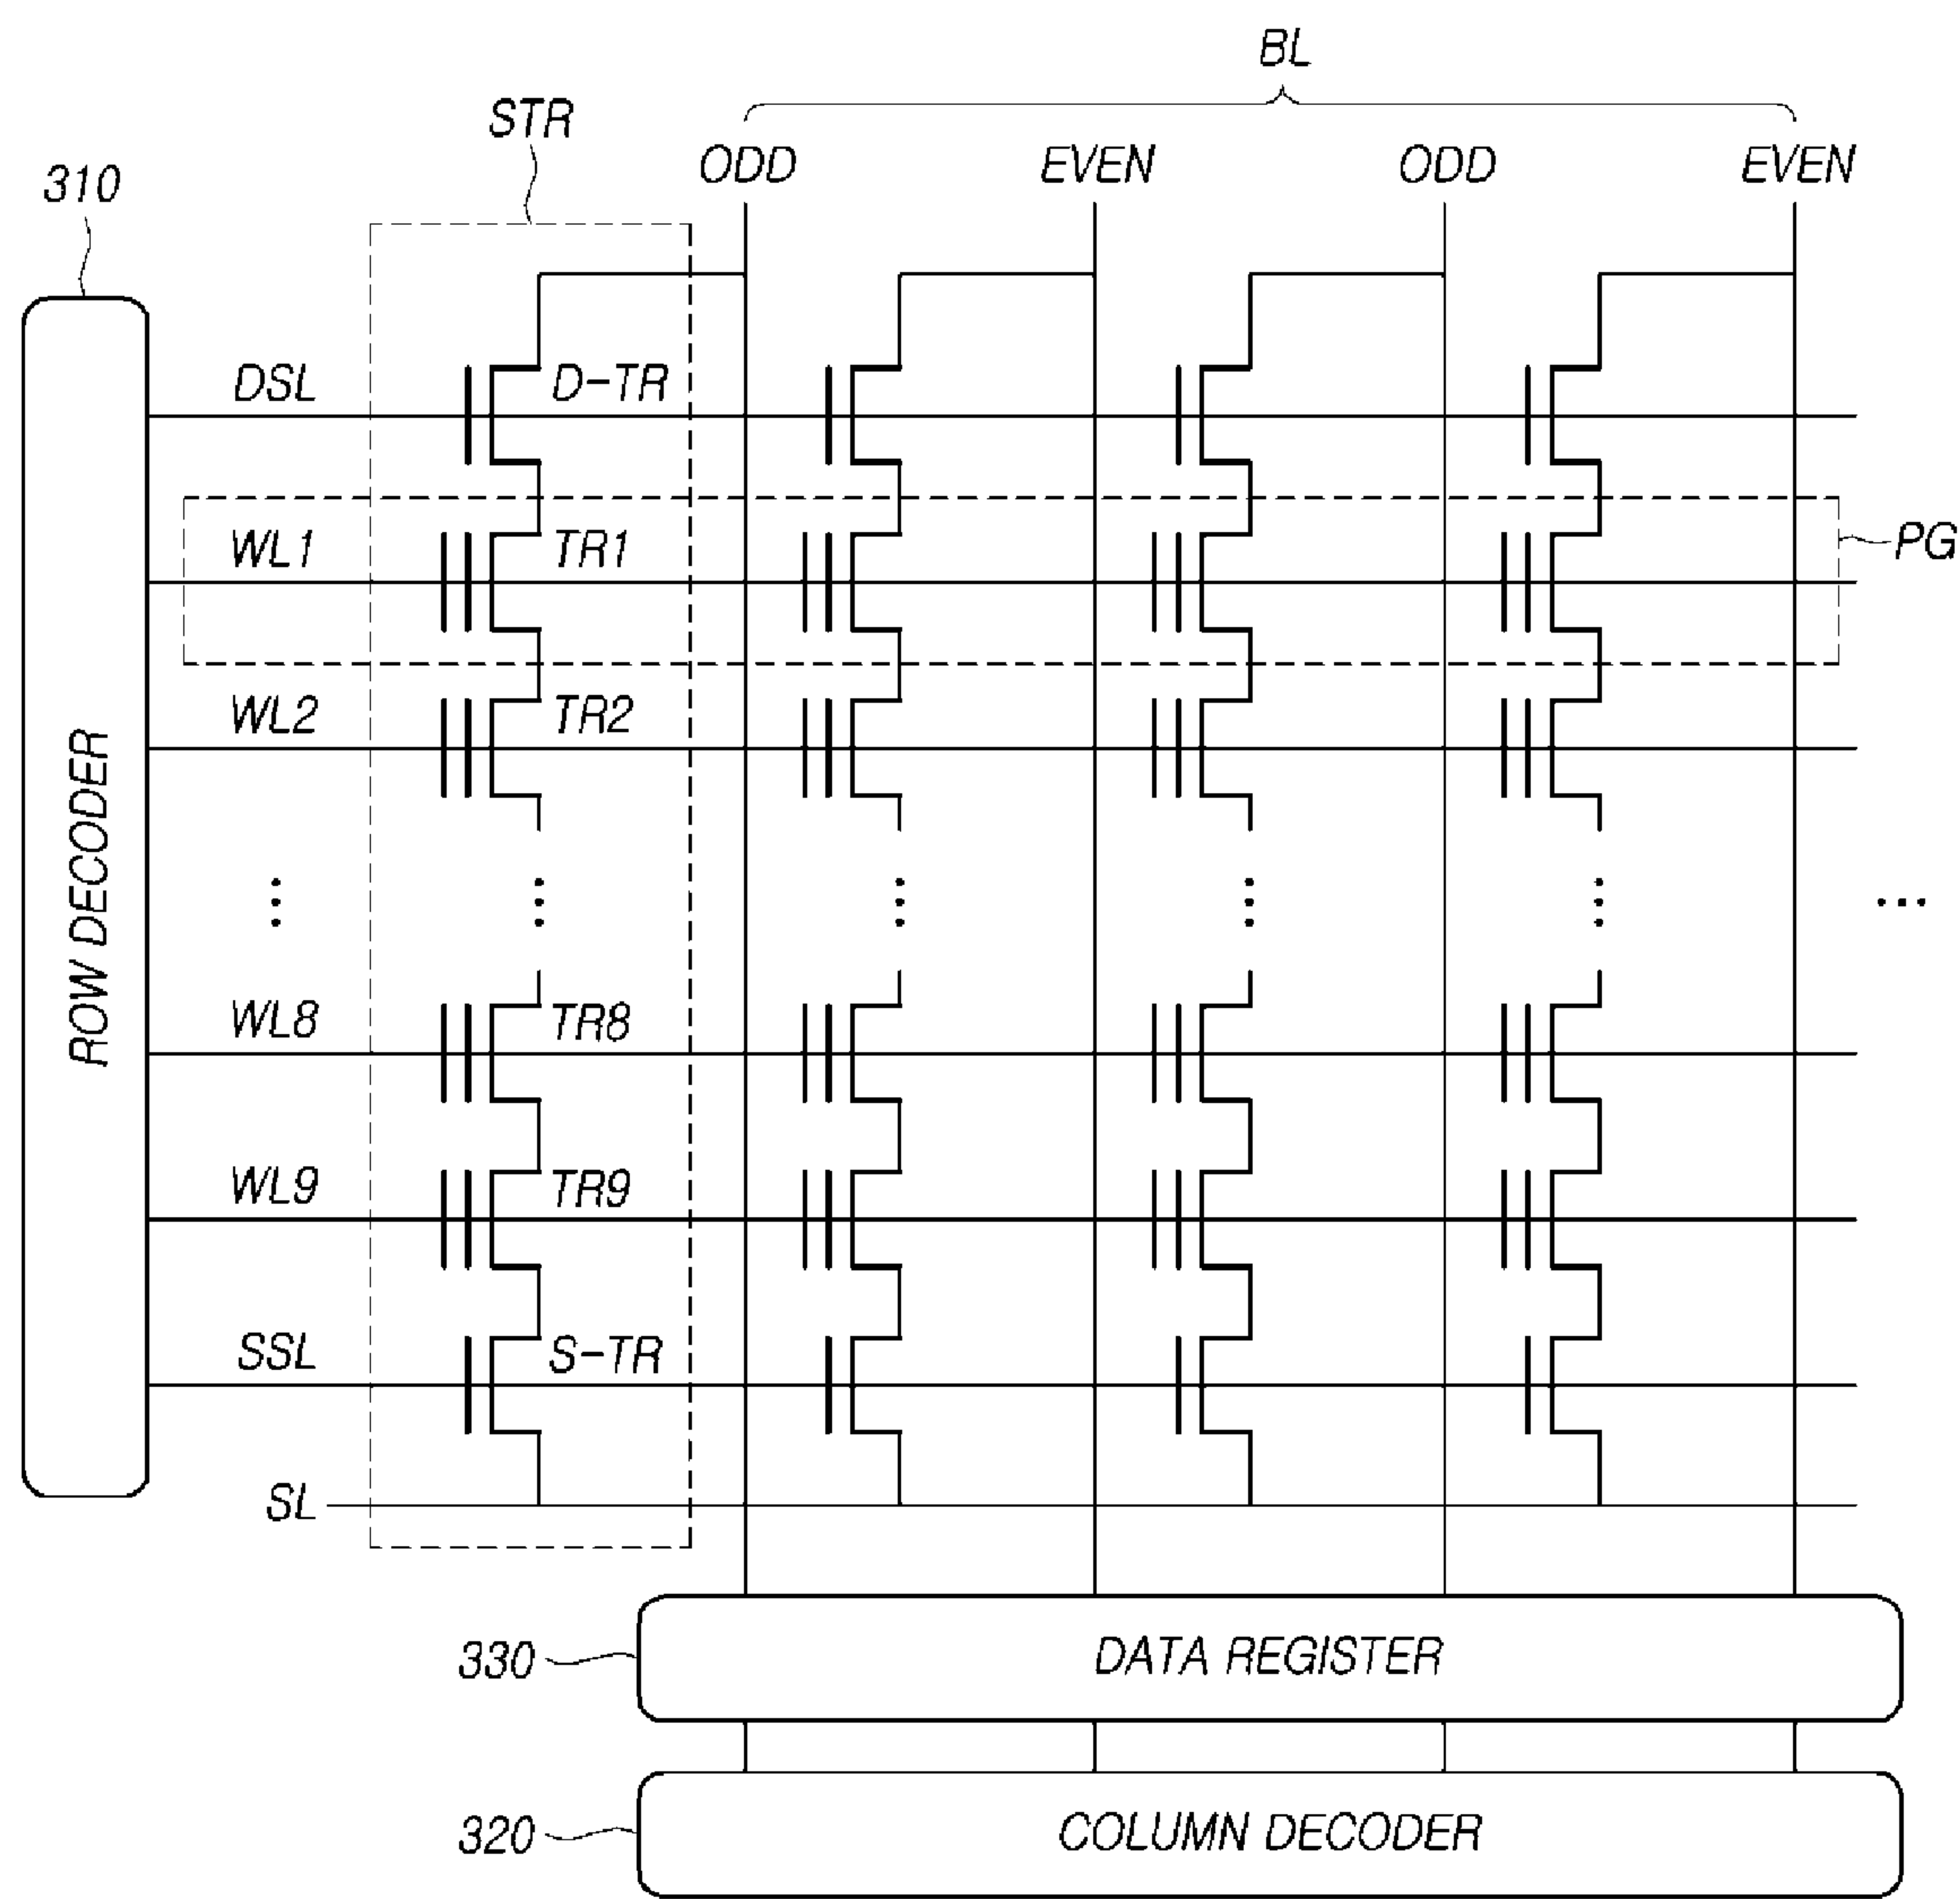 BL
STR
ODD EVEN ODD EVEN
310
DSL D-TR
WL1 TR1 PG
WL2 TR2
ROW DECODER
WL8 TR8
WL9 TR9
SSL S-TR
SL
330 DATA REGISTER
320 COLUMN DECODER